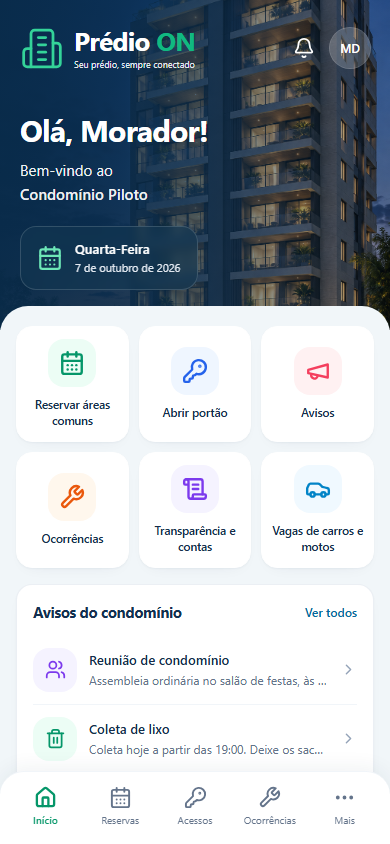 Prédio ON
Seu prédio, sempre conectado
MD
Olá, Morador!
Bem-vindo ao
Condomínio Piloto
Quarta-Feira
7 de outubro de 2026
Reservar áreas
comuns
Abrir portão
Avisos
Ocorrências
Transparência e
contas
Vagas de carros e
motos
Avisos do condomínio
Ver todos
Reunião de condomínio
Assembleia ordinária no salão de festas, às ...
Coleta de lixo
Coleta hoje a partir das 19:00. Deixe os sac...
Início
Reservas
Acessos
Ocorrências
Mais